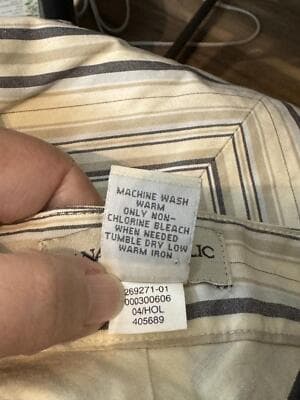 MACHINE WASH
WARM
ONLY NON-
CHLORINE BLEACH
WHEN NEEDED
TUMBLE DRY LOW
WARM IRON
269271-01
000300606
04/HOL
405689